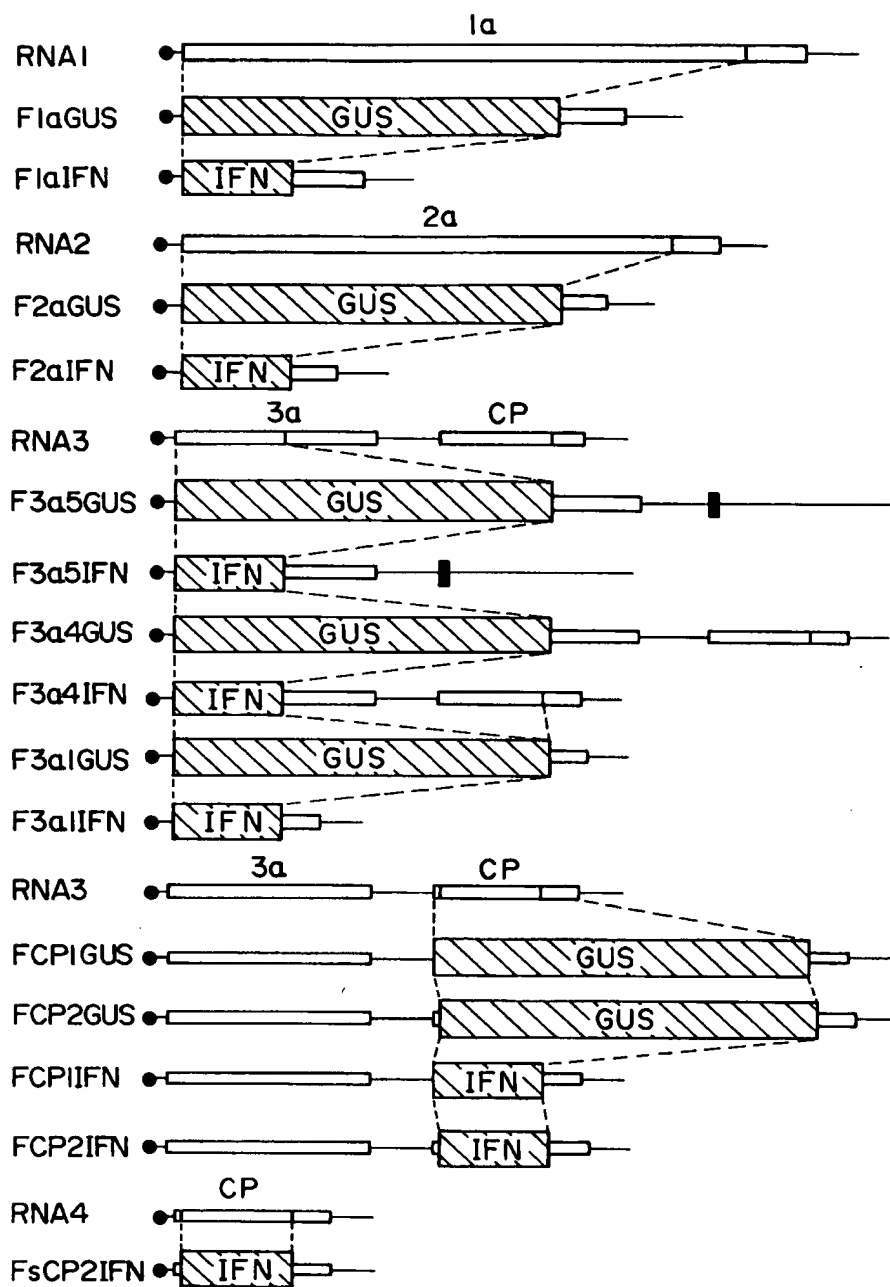 1a
RNA1
F1aGUS GUS
F1aIFN IFN
2a
RNA2
F2aGUS GUS
F2aIFN IFN
3a CP
RNA3
F3a5GUS GUS
F3a5IFN IFN
F3a4GUS GUS
F3a4IFN IFN
F3a1GUS GUS
F3a1IFN IFN
3a CP
RNA3
FCP1GUS GUS
FCP2GUS GUS
FCP1IFN IFN
FCP2IFN IFN
CP
RNA4
FsCP2IFN IFN